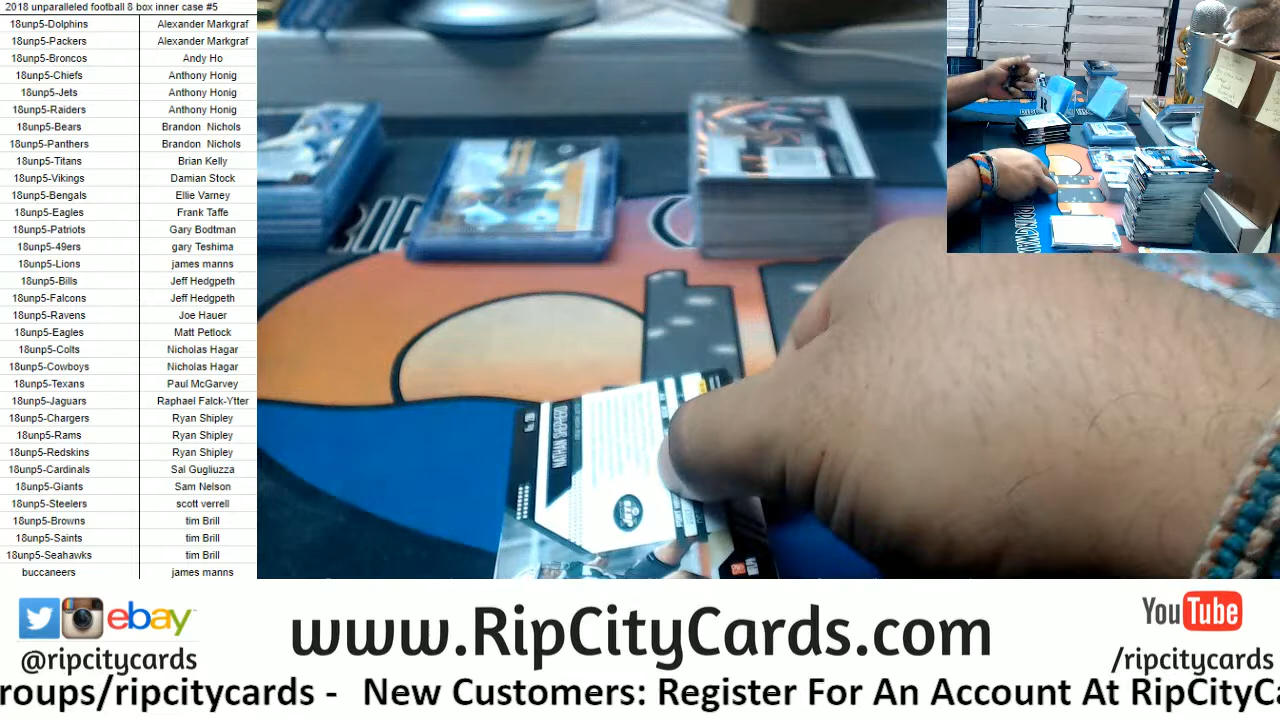 2018 unparalleled football 8 box inner case #5
18unp5-Dolphins Alexander Markgraf
18unp5-Packers Alexander Markgraf
18unp5-Broncos Andy Ho
18unp5-Chiefs Anthony Honig
18unp5-Jets Anthony Honig
18unp5-Raiders Anthony Honig
18unp5-Bears Brandon Nichols
18unp5-Panthers Brandon Nichols
18unp5-Titans Brian Kelly
18unp5-Vikings Damian Stock
18unp5-Bengals Ellie Varney
18unp5-Eagles Frank Taffe
18unp5-Patriots Gary Bodtman
18unp5-49ers gary Teshima
18unp5-Lions james manns
18unp5-Bills Jeff Hedgpeth
18unp5-Falcons Jeff Hedgpeth
18unp5-Ravens Joe Hauer
18unp5-Eagles Matt Petlock
18unp5-Colts Nicholas Hagar
18unp5-Cowboys Nicholas Hagar
18unp5-Texans Paul McGarvey
18unp5-Jaguars Raphael Falck-Ytter
18unp5-Chargers Ryan Shipley
18unp5-Rams Ryan Shipley
18unp5-Redskins Ryan Shipley
18unp5-Cardinals Sal Gugliuzza
18unp5-Giants Sam Nelson
18unp5-Steelers scott verrell
18unp5-Browns tim Brill
18unp5-Saints tim Brill
18unp5-Seahawks tim Brill
buccaneers james manns
NATHAN SHEPHERD
JETS
ebay
@ripcitycards
www.RipCityCards.com
YouTube
/ripcitycards
roups/ripcitycards - New Customers: Register For An Account At RipCityCa